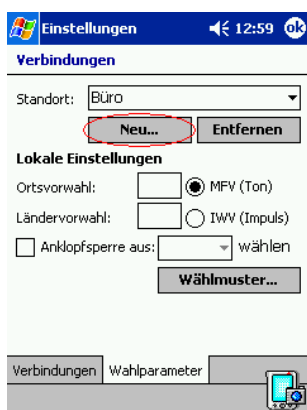 Einstellungen 12:59 ok
Verbindungen
Standort: Büro
Neu... Entfernen
Lokale Einstellungen
Ortsvorwahl: MFV (Ton)
Ländervorwahl: IWV (Impuls)
Anklopfsperre aus: wählen
Wählmuster...
Verbindungen Wahlparameter